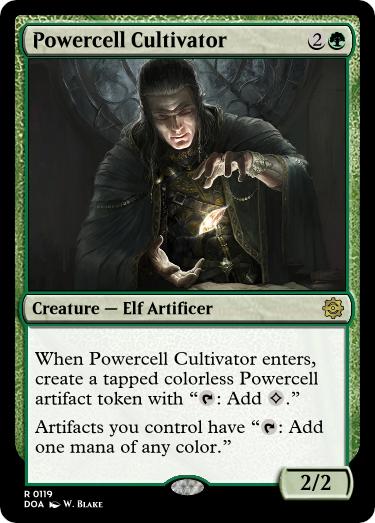 Powercell Cultivator 2
Creature — Elf Artificer
When Powercell Cultivator enters,
create a tapped colorless Powercell
artifact token with “: Add .”
Artifacts you control have “: Add
one mana of any color.”
2/2
R 0119
DOA W. Blake